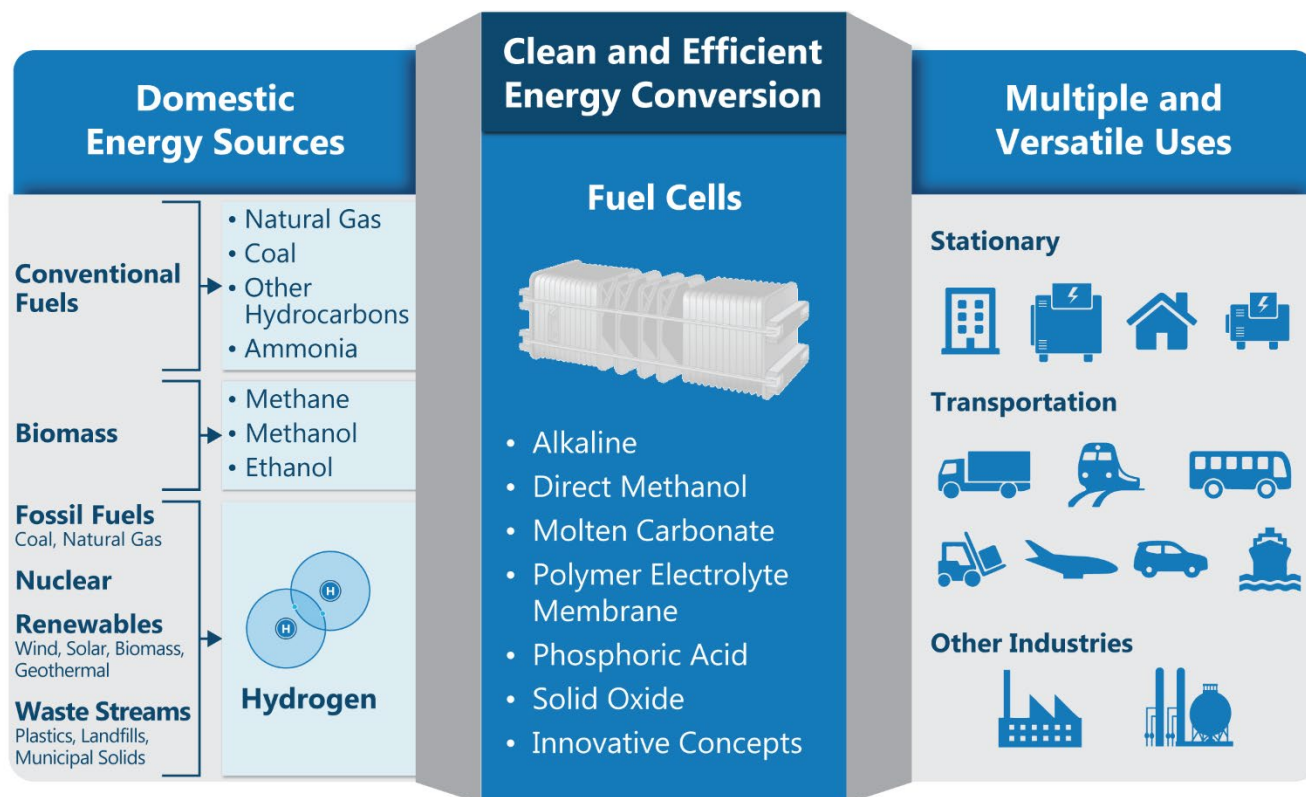 Domestic
Energy Sources
Conventional
Fuels
• Natural Gas
• Coal
• Other
Hydrocarbons
• Ammonia
Biomass
• Methane
• Methanol
• Ethanol
Fossil Fuels
Coal, Natural Gas
Nuclear
Renewables
Wind, Solar, Biomass,
Geothermal
Waste Streams
Plastics, Landfills,
Municipal Solids
H
H
Hydrogen
Clean and Efficient
Energy Conversion
Fuel Cells
• Alkaline
• Direct Methanol
• Molten Carbonate
• Polymer Electrolyte
Membrane
• Phosphoric Acid
• Solid Oxide
• Innovative Concepts
Multiple and
Versatile Uses
Stationary
Transportation
Other Industries